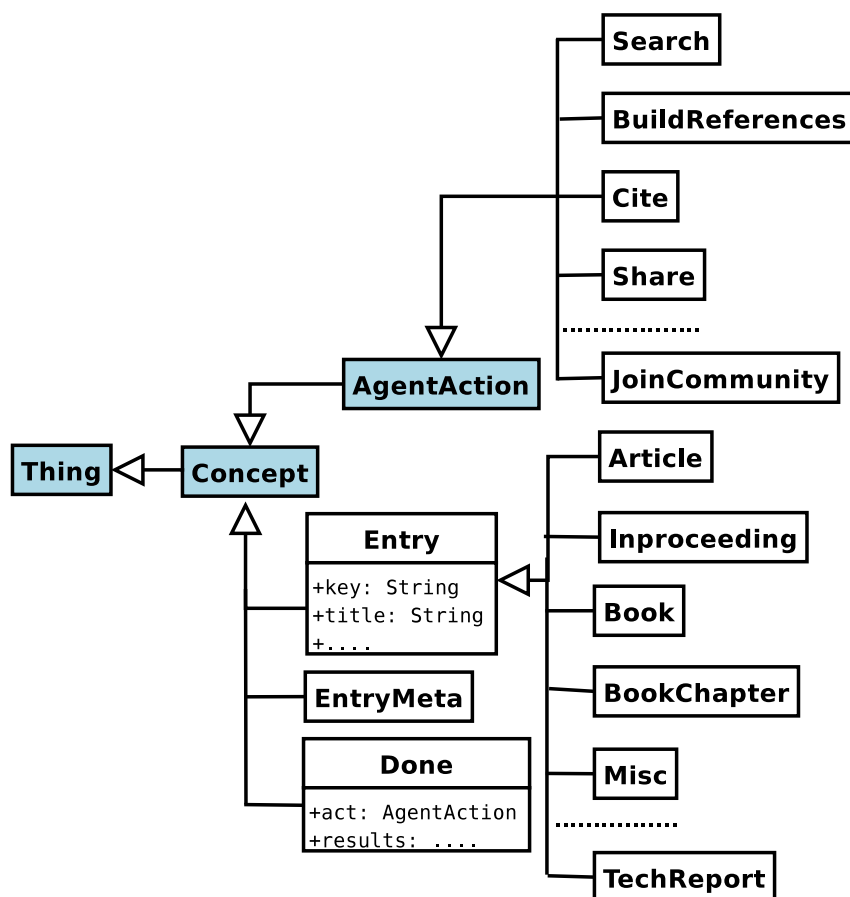 Search
BuildReferences
Cite
Share
.................
AgentAction
JoinCommunity
Thing
Concept
Article
Entry
+key: String
+title: String
+....
Inproceeding
Book
EntryMeta
BookChapter
Done
+act: AgentAction
+results: ....
Misc
...............
TechReport